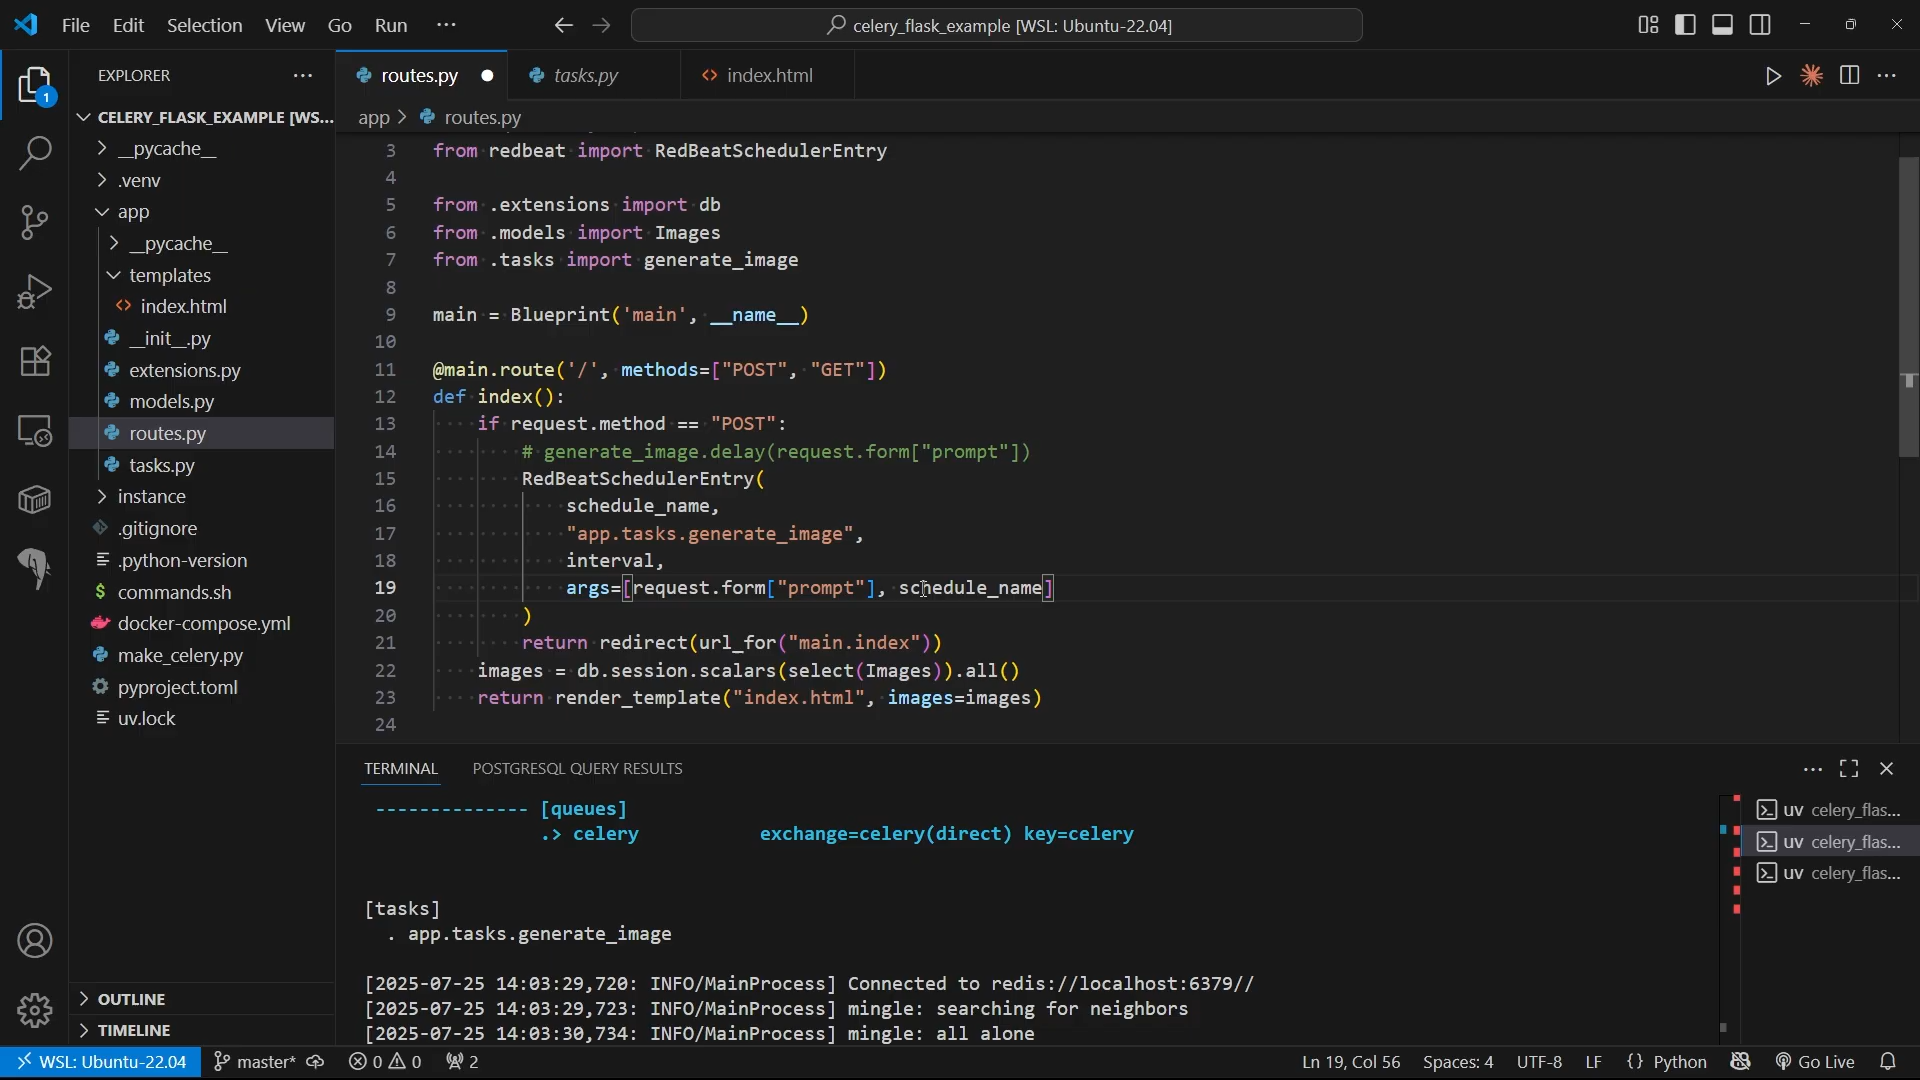 File Edit Selection View Go Run ···
celery_flask_example [WSL: Ubuntu-22.04]
EXPLORER ···
1
CELERY_FLASK_EXAMPLE [WS...
__pycache__
.venv
app
__pycache__
templates
index.html
__init__.py
extensions.py
models.py
routes.py
tasks.py
instance
.gitignore
.python-version
commands.sh
docker-compose.yml
make_celery.py
pyproject.toml
uv.lock
OUTLINE
TIMELINE
routes.py
tasks.py
index.html
app > routes.py
3 from redbeat import RedBeatSchedulerEntry
4
5 from .extensions import db
6 from .models import Images
7 from .tasks import generate_image
8
9 main = Blueprint('main', __name__)
10
11 @main.route('/', methods=["POST", "GET"])
12 def index():
13     if request.method == "POST":
14         # generate_image.delay(request.form["prompt"])
15         RedBeatSchedulerEntry(
16             schedule_name,
17             "app.tasks.generate_image",
18             interval,
19             args=[request.form["prompt"], schedule_name]
20         )
21         return redirect(url_for("main.index"))
22     images = db.session.scalars(select(Images)).all()
23     return render_template("index.html", images=images)
24
TERMINAL POSTGRESQL QUERY RESULTS
-------------- [queues]
.> celery exchange=celery(direct) key=celery
[tasks]
. app.tasks.generate_image
[2025-07-25 14:03:29,720: INFO/MainProcess] Connected to redis://localhost:6379//
[2025-07-25 14:03:29,723: INFO/MainProcess] mingle: searching for neighbors
[2025-07-25 14:03:30,734: INFO/MainProcess] mingle: all alone
uv celery_flas...
uv celery_flas...
uv celery_flas...
WSL: Ubuntu-22.04 master* 0 0 2 Ln 19, Col 56 Spaces: 4 UTF-8 LF {} Python Go Live